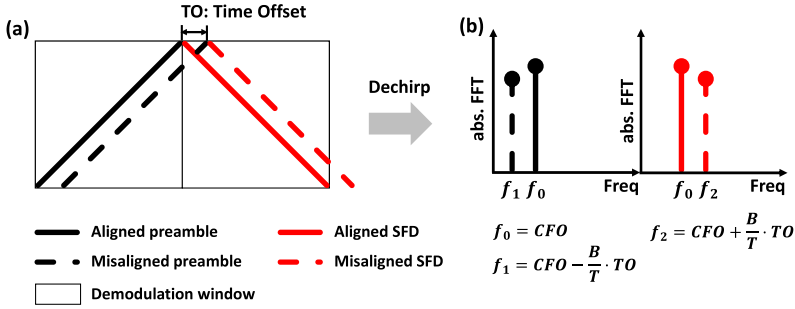 TO: Time Offset
(a)
Dechirp
Aligned preamble
Aligned SFD
Misaligned preamble
Misaligned SFD
Demodulation window
(b)
abs. FFT
f₁ f₀ Freq
abs. FFT
f₀ f₂ Freq
f₀ = CFO
f₁ = CFO − B/T · TO
f₂ = CFO + B/T · TO